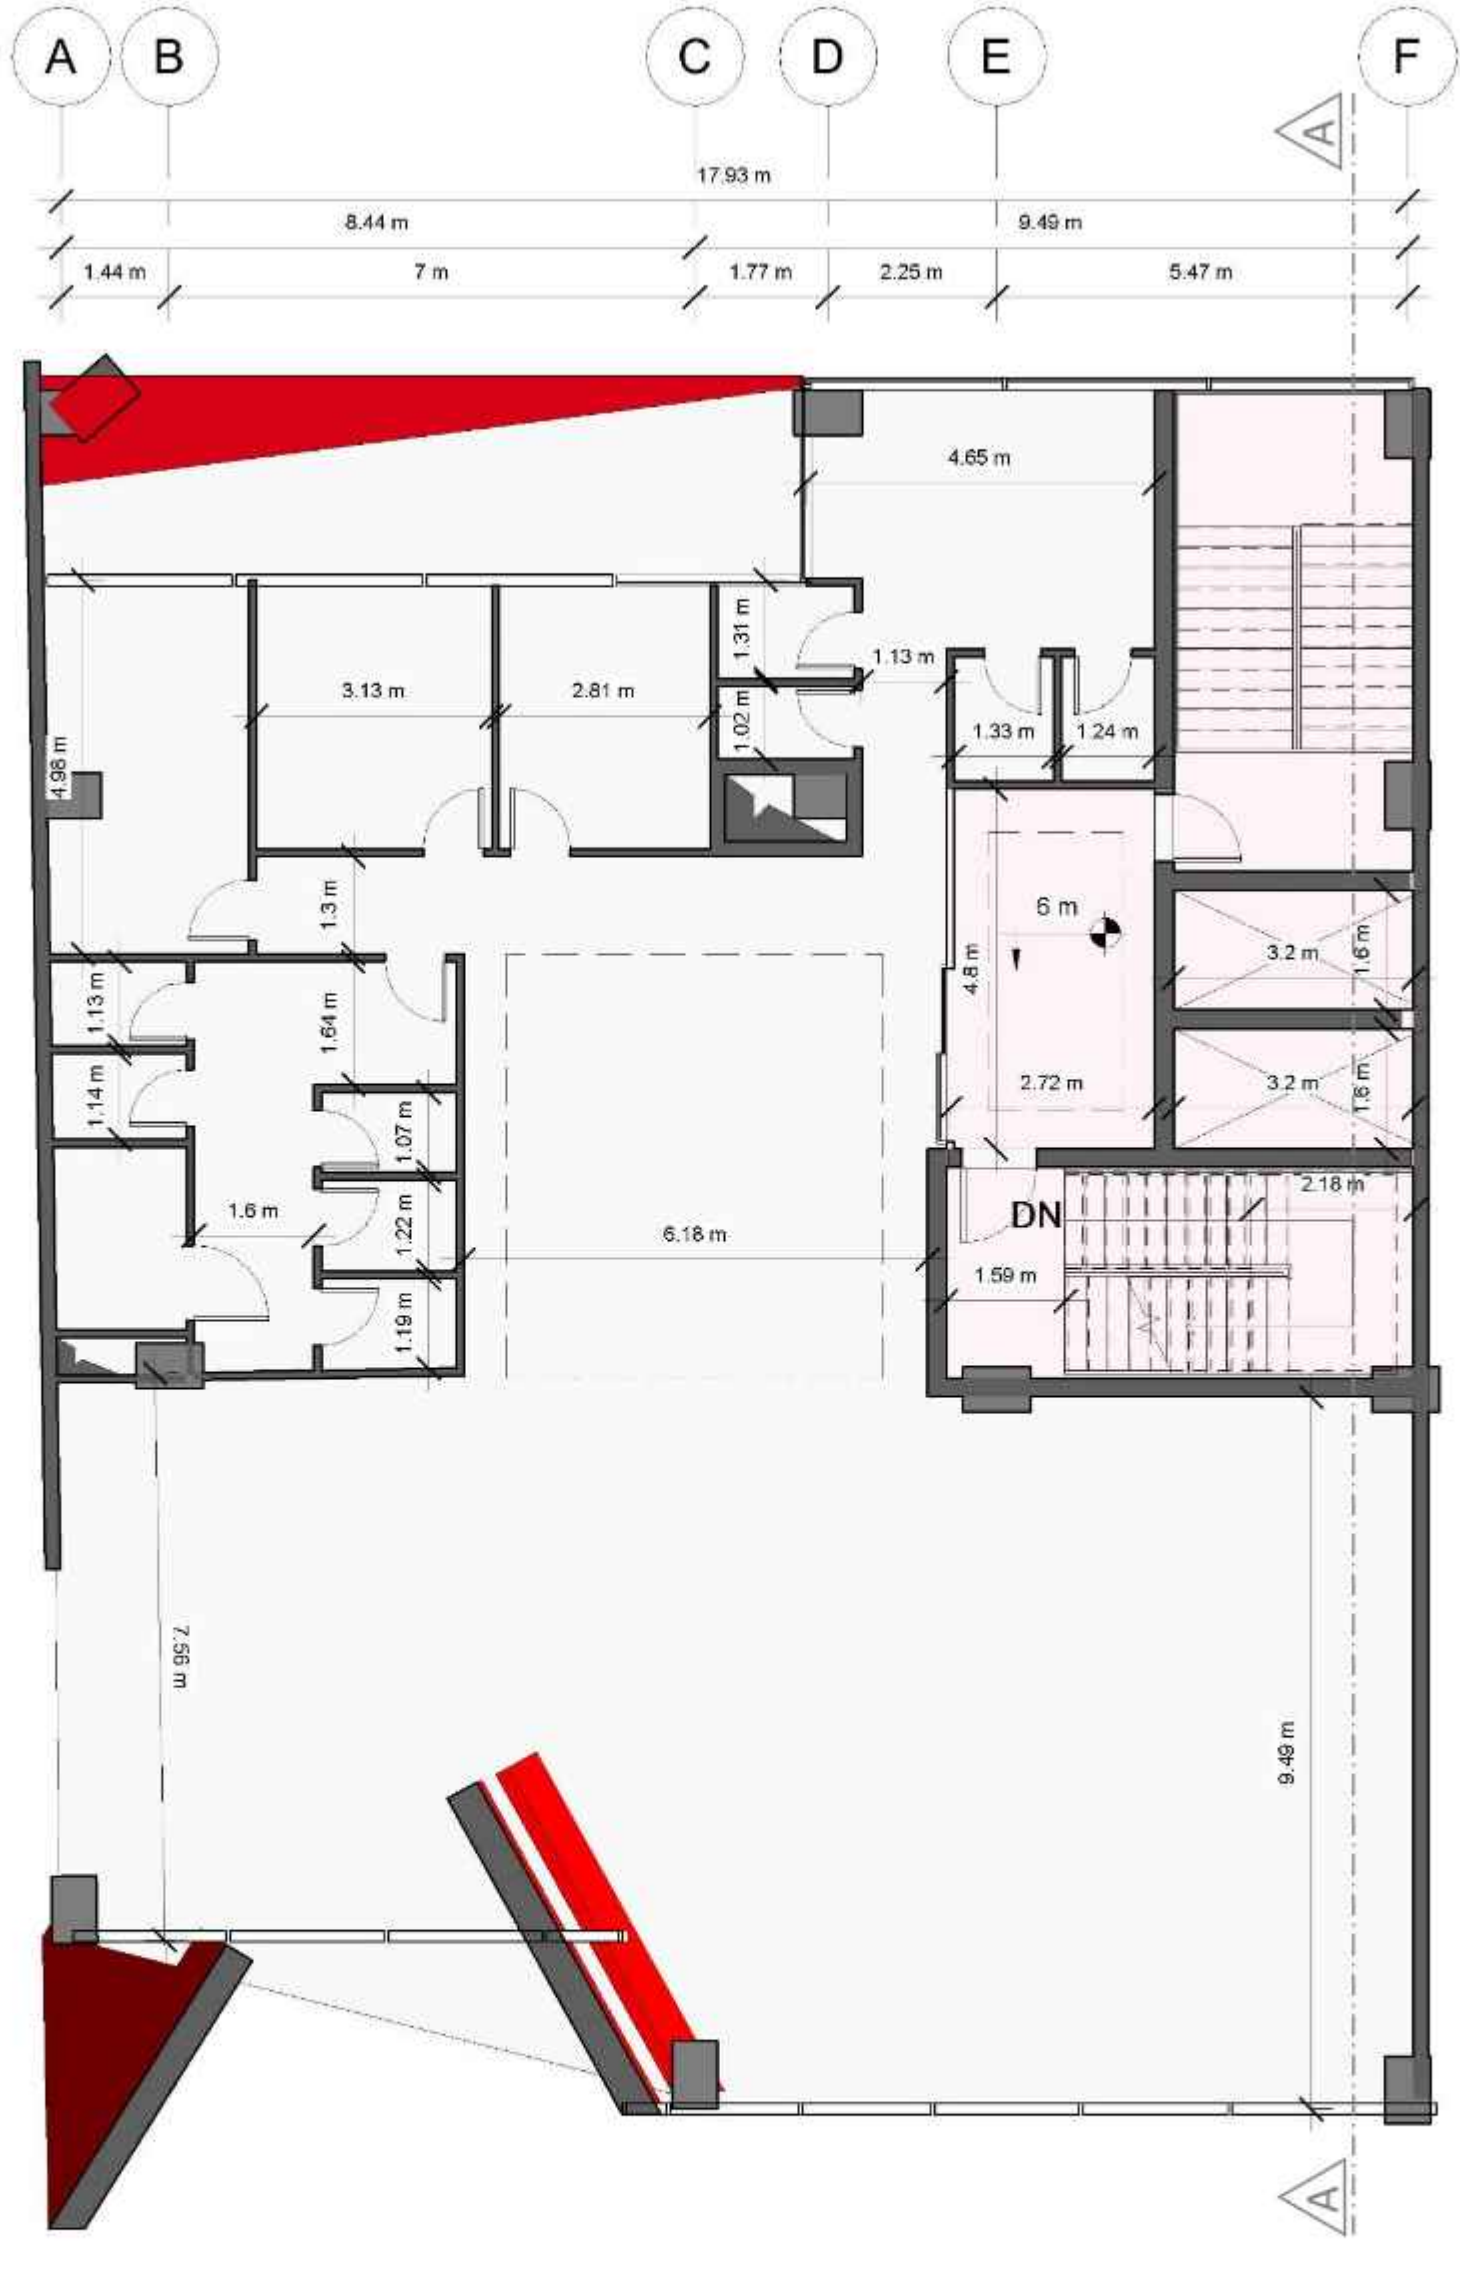 A B C D E F
A
17.93 m
8.44 m 9.49 m
1.44 m 7 m 1.77 m 2.25 m 5.47 m
4.65 m
1.31 m
1.13 m
3.13 m 2.81 m
1.02 m
1.33 m 1.24 m
4.98 m
1.3 m
6 m
4.8 m
3.2 m
1.6 m
1.13 m
1.64 m
1.14 m
2.72 m
3.2 m
1.6 m
1.07 m
2.18 m
1.6 m
1.22 m
DN
6.18 m
1.59 m
1.19 m
7.56 m
9.49 m
A